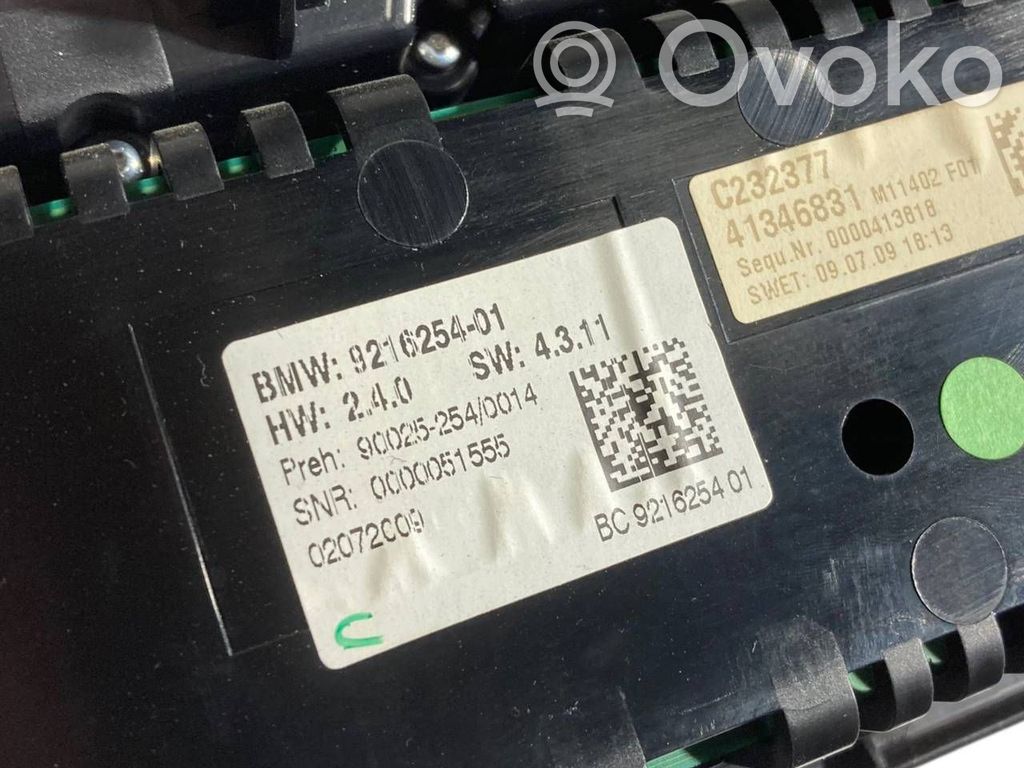 Ovoko
C232377
41346831 M11402 F01
Sequ.Nr. 0000413818
SWET: 09.07.09 18:13
BMW: 9216254-01
HW: 2.4.0 SW: 4.3.11
Preh: 90025-254/0014
SNR: 0000051555
02072009
BC 9216254 01